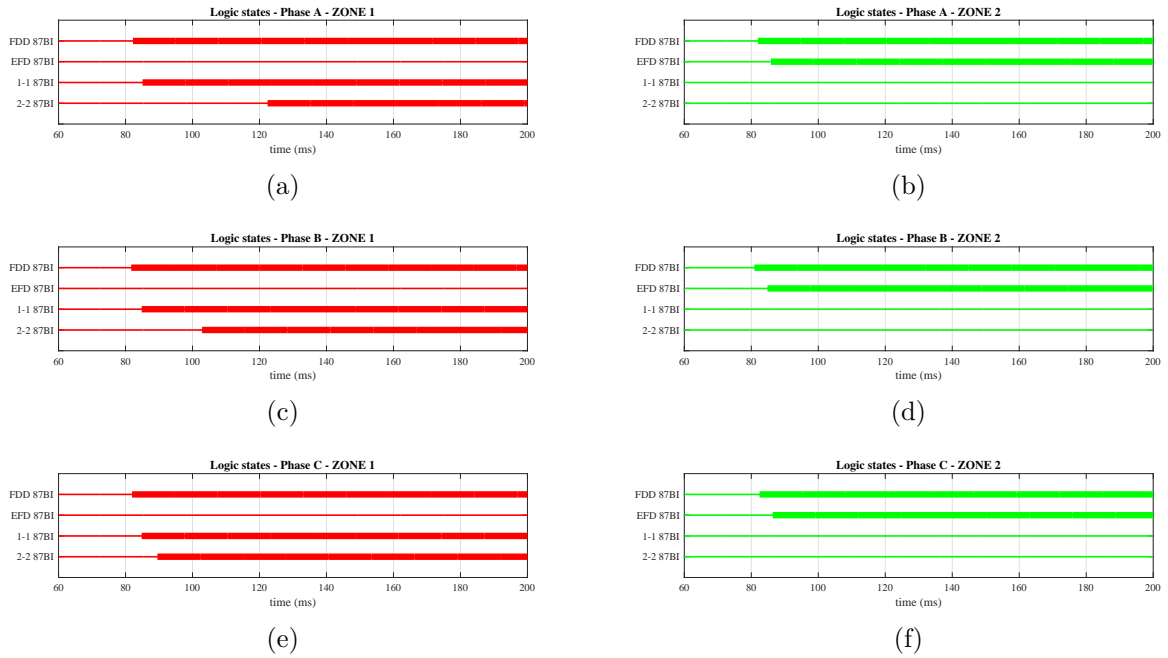 Logic states - Phase A - ZONE 1
FDD 87BI
EFD 87BI
1-1 87BI
2-2 87BI
60 80 100 120 140 160 180 200
time (ms)
(a)
Logic states - Phase A - ZONE 2
FDD 87BI
EFD 87BI
1-1 87BI
2-2 87BI
60 80 100 120 140 160 180 200
time (ms)
(b)
Logic states - Phase B - ZONE 1
FDD 87BI
EFD 87BI
1-1 87BI
2-2 87BI
60 80 100 120 140 160 180 200
time (ms)
(c)
Logic states - Phase B - ZONE 2
FDD 87BI
EFD 87BI
1-1 87BI
2-2 87BI
60 80 100 120 140 160 180 200
time (ms)
(d)
Logic states - Phase C - ZONE 1
FDD 87BI
EFD 87BI
1-1 87BI
2-2 87BI
60 80 100 120 140 160 180 200
time (ms)
(e)
Logic states - Phase C - ZONE 2
FDD 87BI
EFD 87BI
1-1 87BI
2-2 87BI
60 80 100 120 140 160 180 200
time (ms)
(f)